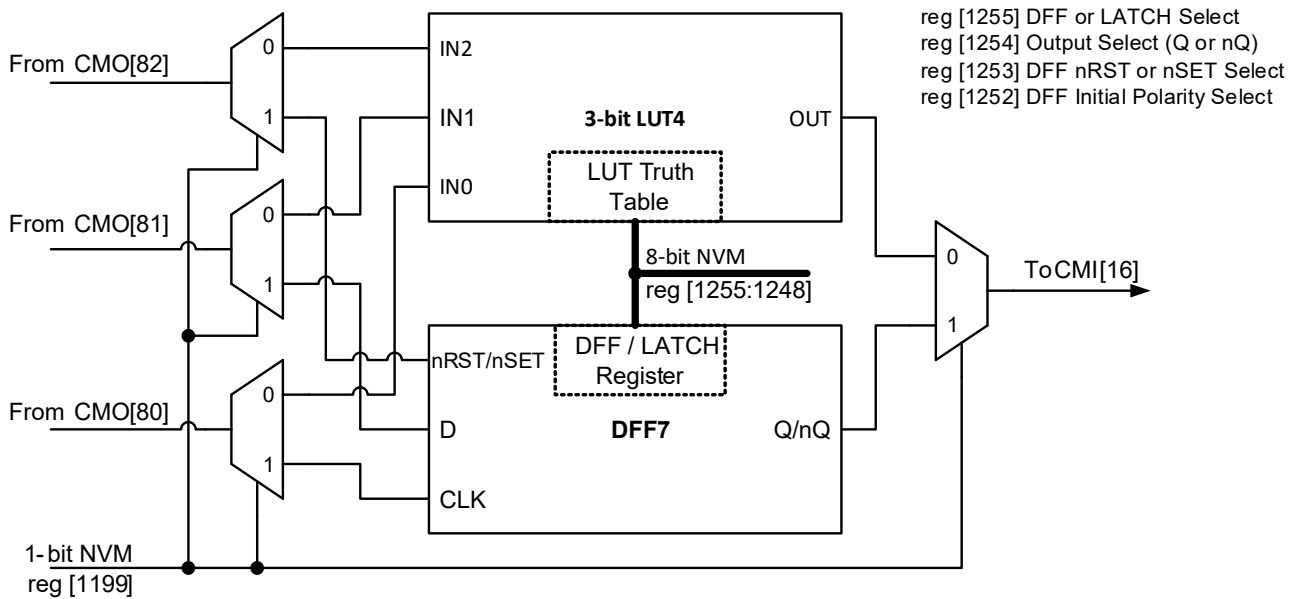 reg [1255] DFF or LATCH Select
reg [1254] Output Select (Q or nQ)
reg [1253] DFF nRST or nSET Select
reg [1252] DFF Initial Polarity Select
From CMO[82]
0
1
IN2
IN1
IN0
3-bit LUT4
OUT
LUT Truth
Table
From CMO[81]
0
1
8-bit NVM
reg [1255:1248]
0
1
ToCMI[16]
nRST/nSET
DFF / LATCH
Register
From CMO[80]
0
1
D
DFF7
Q/nQ
CLK
1-bit NVM
reg [1199]